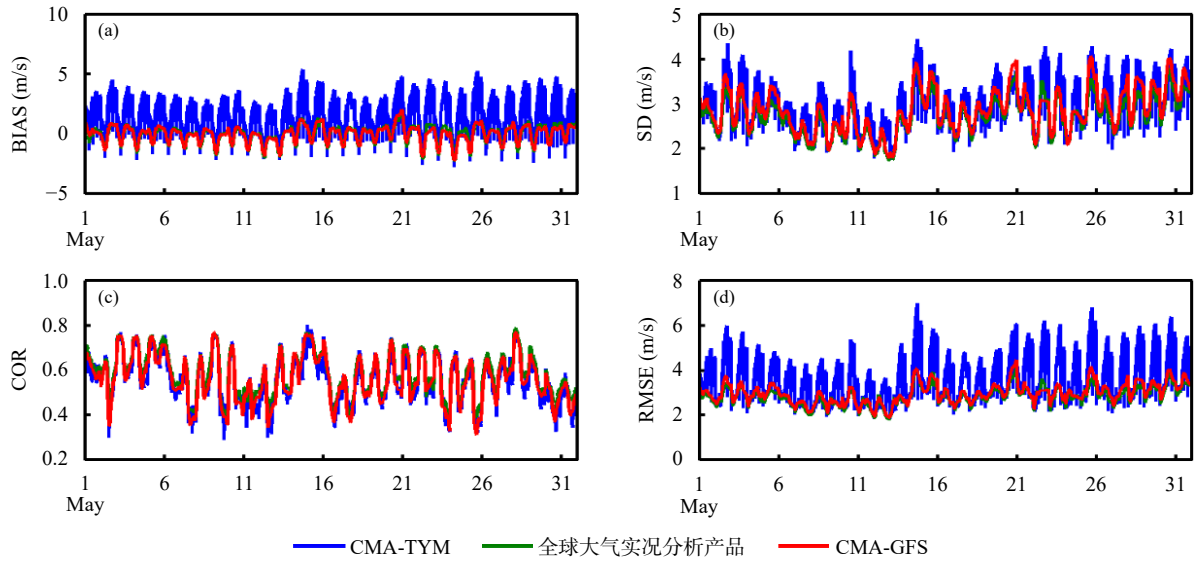 (a)
BIAS (m/s)
10
5
0
−5
1 6 11 16 21 26 31
May
(b)
SD (m/s)
5
4
3
2
1
1 6 11 16 21 26 31
May
(c)
COR
1.0
0.8
0.6
0.4
0.2
1 6 11 16 21 26 31
May
(d)
RMSE (m/s)
8
6
4
2
0
1 6 11 16 21 26 31
May
CMA-TYM 全球大气实况分析产品 CMA-GFS